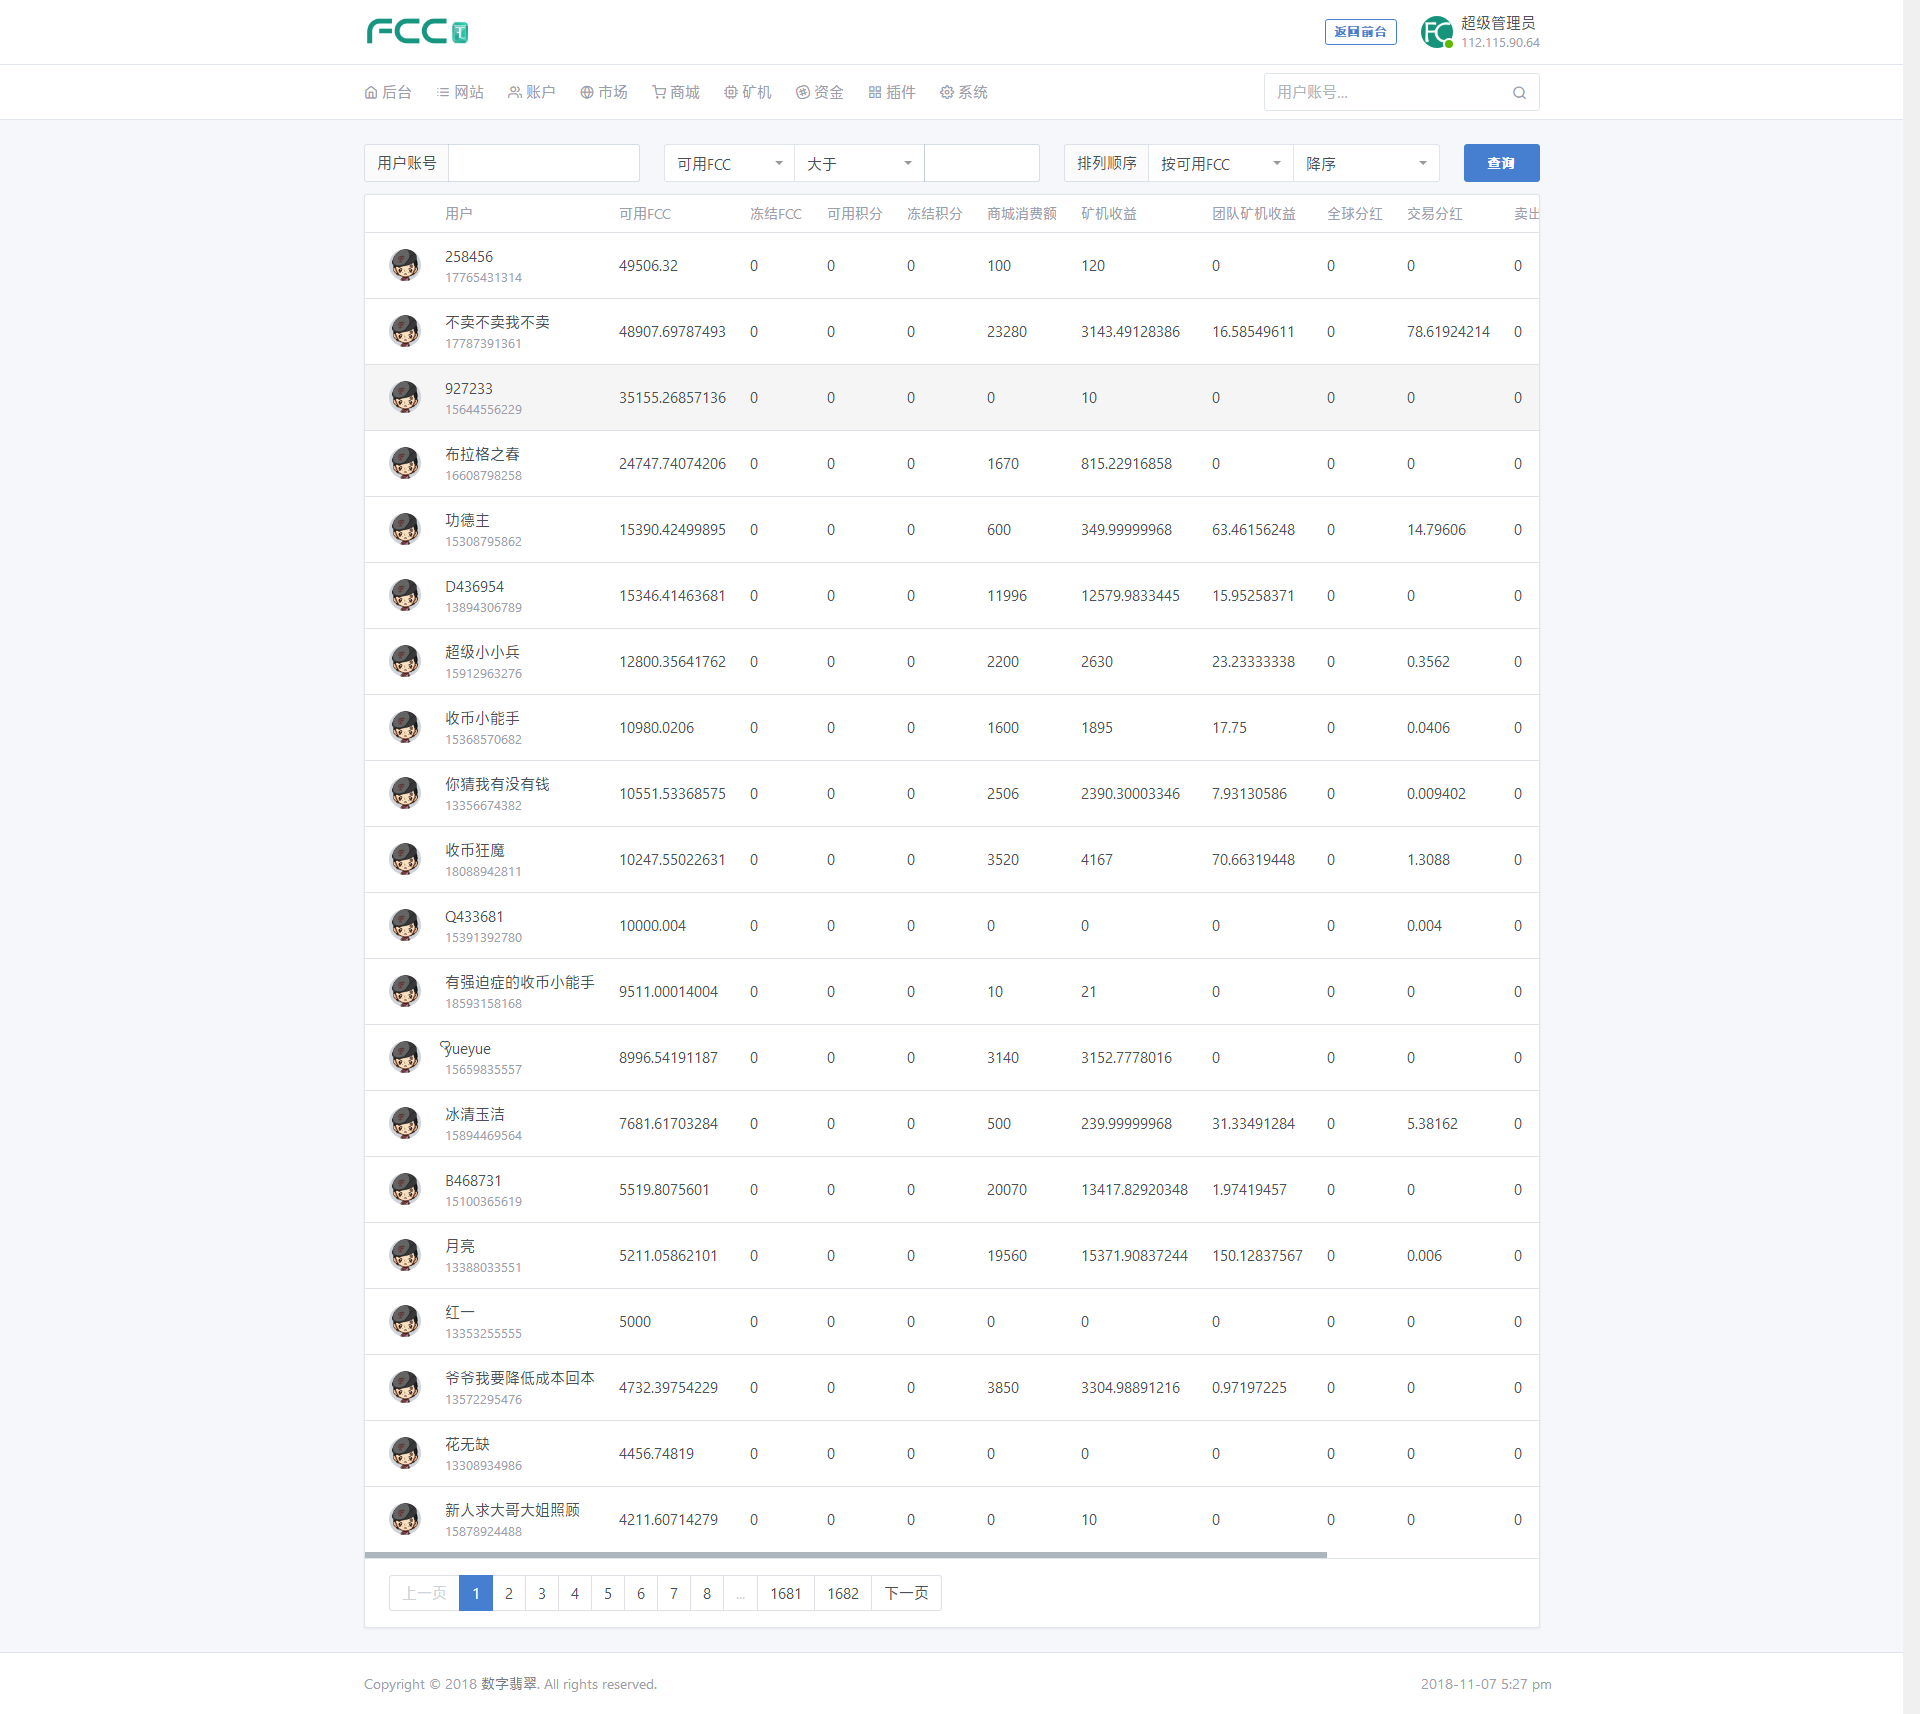 FCC
返回前台
超级管理员
112.115.90.64
后台 网站 账户 市场 商城 矿机 资金 插件 系统 用户账号...
用户账号 可用FCC 大于 排列顺序 按可用FCC 降序 查询
用户 可用FCC 冻结FCC 可用积分 冻结积分 商城消费额 矿机收益 团队矿机收益 全球分红 交易分红 卖出
258456
17765431314
49506.32 0 0 0 100 120 0 0 0 0
不卖不卖我不卖
17787391361
48907.69787493 0 0 0 23280 3143.49128386 16.58549611 0 78.61924214 0
927233
15644556229
35155.26857136 0 0 0 0 10 0 0 0 0
布拉格之春
16608798258
24747.74074206 0 0 0 1670 815.22916858 0 0 0 0
功德主
15308795862
15390.42499895 0 0 0 600 349.99999968 63.46156248 0 14.79606 0
D436954
13894306789
15346.41463681 0 0 0 11996 12579.9833445 15.95258371 0 0 0
超级小小兵
15912963276
12800.35641762 0 0 0 2200 2630 23.23333338 0 0.3562 0
收币小能手
15368570682
10980.0206 0 0 0 1600 1895 17.75 0 0.0406 0
你猜我有没有钱
13356674382
10551.53368575 0 0 0 2506 2390.30003346 7.93130586 0 0.009402 0
收币狂魔
18088942811
10247.55022631 0 0 0 3520 4167 70.66319448 0 1.3088 0
Q433681
15391392780
10000.004 0 0 0 0 0 0 0 0.004 0
有强迫症的收币小能手
18593158168
9511.00014004 0 0 0 10 21 0 0 0 0
yueyue
15659835557
8996.54191187 0 0 0 3140 3152.7778016 0 0 0 0
冰清玉洁
15894469564
7681.61703284 0 0 0 500 239.99999968 31.33491284 0 5.38162 0
B468731
15100365619
5519.8075601 0 0 0 20070 13417.82920348 1.97419457 0 0 0
月亮
13388033551
5211.05862101 0 0 0 19560 15371.90837244 150.12837567 0 0.006 0
红一
13353255555
5000 0 0 0 0 0 0 0 0 0
爷爷我要降低成本回本
13572295476
4732.39754229 0 0 0 3850 3304.98891216 0.97197225 0 0 0
花无缺
13308934986
4456.74819 0 0 0 0 0 0 0 0 0
新人求大哥大姐照顾
15878924488
4211.60714279 0 0 0 0 10 0 0 0 0
上一页 1 2 3 4 5 6 7 8 ... 1681 1682 下一页
Copyright © 2018 数字翡翠. All rights reserved. 2018-11-07 5:27 pm